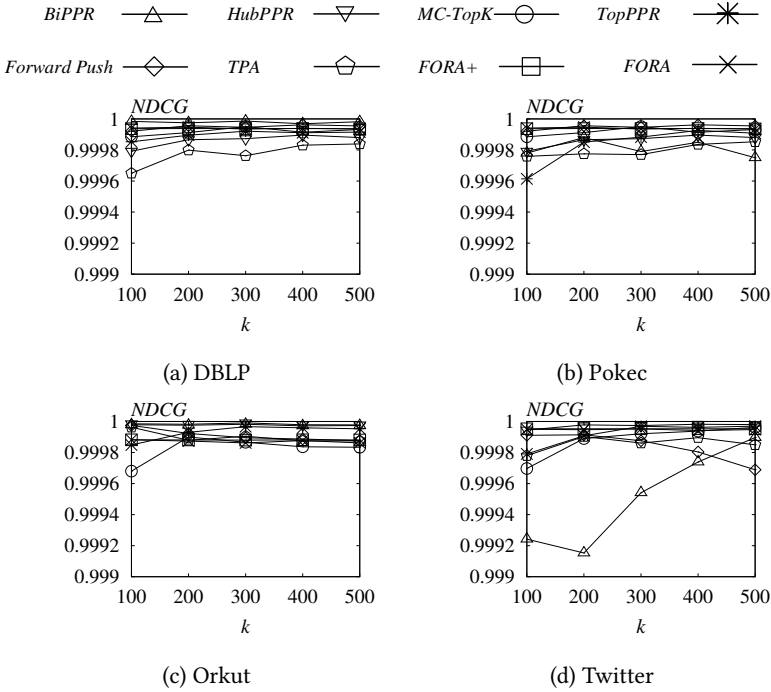 BiPPR HubPPR MC-TopK TopPPR
Forward Push TPA FORA+ FORA
NDCG
1
0.9998
0.9996
0.9994
0.9992
0.999
100 200 300 400 500
k
(a) DBLP
NDCG
1
0.9998
0.9996
0.9994
0.9992
0.999
100 200 300 400 500
k
(b) Pokec
NDCG
1
0.9998
0.9996
0.9994
0.9992
0.999
100 200 300 400 500
k
(c) Orkut
NDCG
1
0.9998
0.9996
0.9994
0.9992
0.999
100 200 300 400 500
k
(d) Twitter